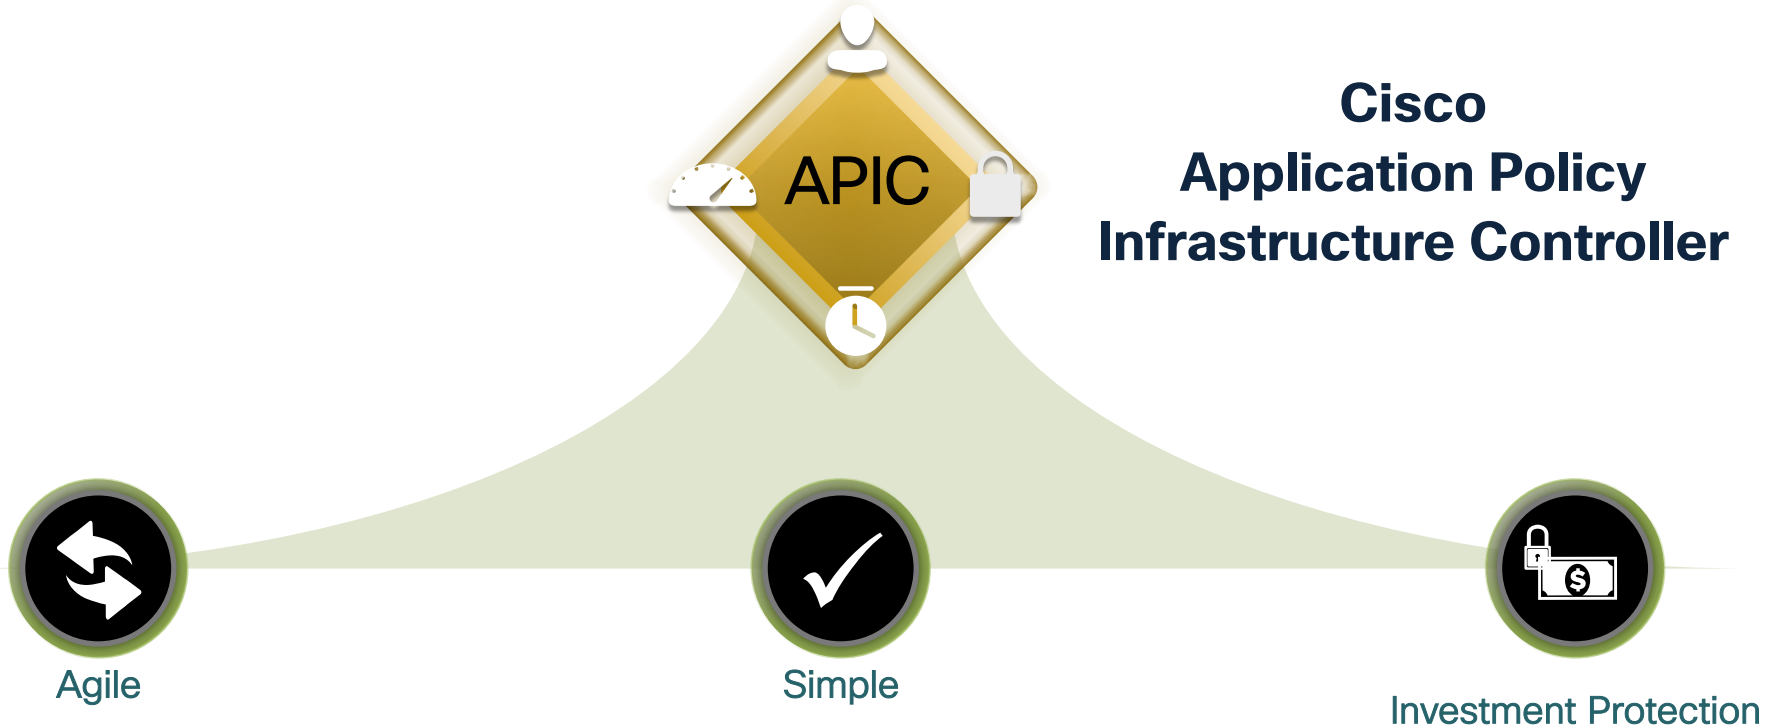 APIC
Cisco
Application Policy
Infrastructure Controller
$
Agile
Simple
Investment Protection